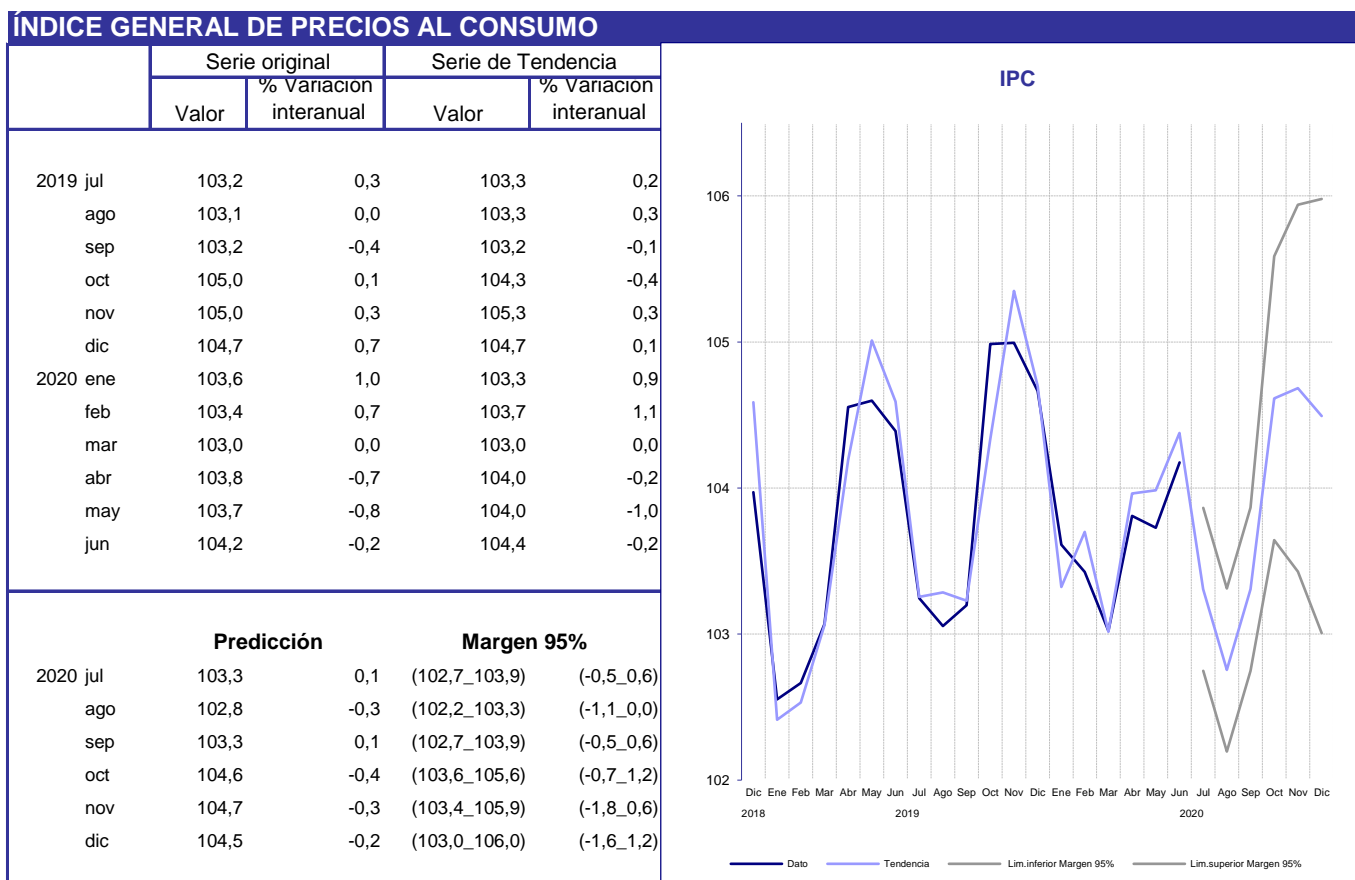 ÍNDICE GENERAL DE PRECIOS AL CONSUMO
Serie original Serie de Tendencia
Valor % Variación interanual Valor % Variación interanual
2019 jul 103,2 0,3 103,3 0,2
ago 103,1 0,0 103,3 0,3
sep 103,2 -0,4 103,2 -0,1
oct 105,0 0,1 104,3 -0,4
nov 105,0 0,3 105,3 0,3
dic 104,7 0,7 104,7 0,1
2020 ene 103,6 1,0 103,3 0,9
feb 103,4 0,7 103,7 1,1
mar 103,0 0,0 103,0 0,0
abr 103,8 -0,7 104,0 -0,2
may 103,7 -0,8 104,0 -1,0
jun 104,2 -0,2 104,4 -0,2
Predicción Margen 95%
2020 jul 103,3 0,1 (102,7_103,9) (-0,5_0,6)
ago 102,8 -0,3 (102,2_103,3) (-1,1_0,0)
sep 103,3 0,1 (102,7_103,9) (-0,5_0,6)
oct 104,6 -0,4 (103,6_105,6) (-0,7_1,2)
nov 104,7 -0,3 (103,4_105,9) (-1,8_0,6)
dic 104,5 -0,2 (103,0_106,0) (-1,6_1,2)
IPC
106
105
104
103
102
Dic Ene Feb Mar Abr May Jun Jul Ago Sep Oct Nov Dic Ene Feb Mar Abr May Jun Jul Ago Sep Oct Nov Dic
2018 2019 2020
Dato Tendencia Lim.inferior Margen 95% Lim.superior Margen 95%